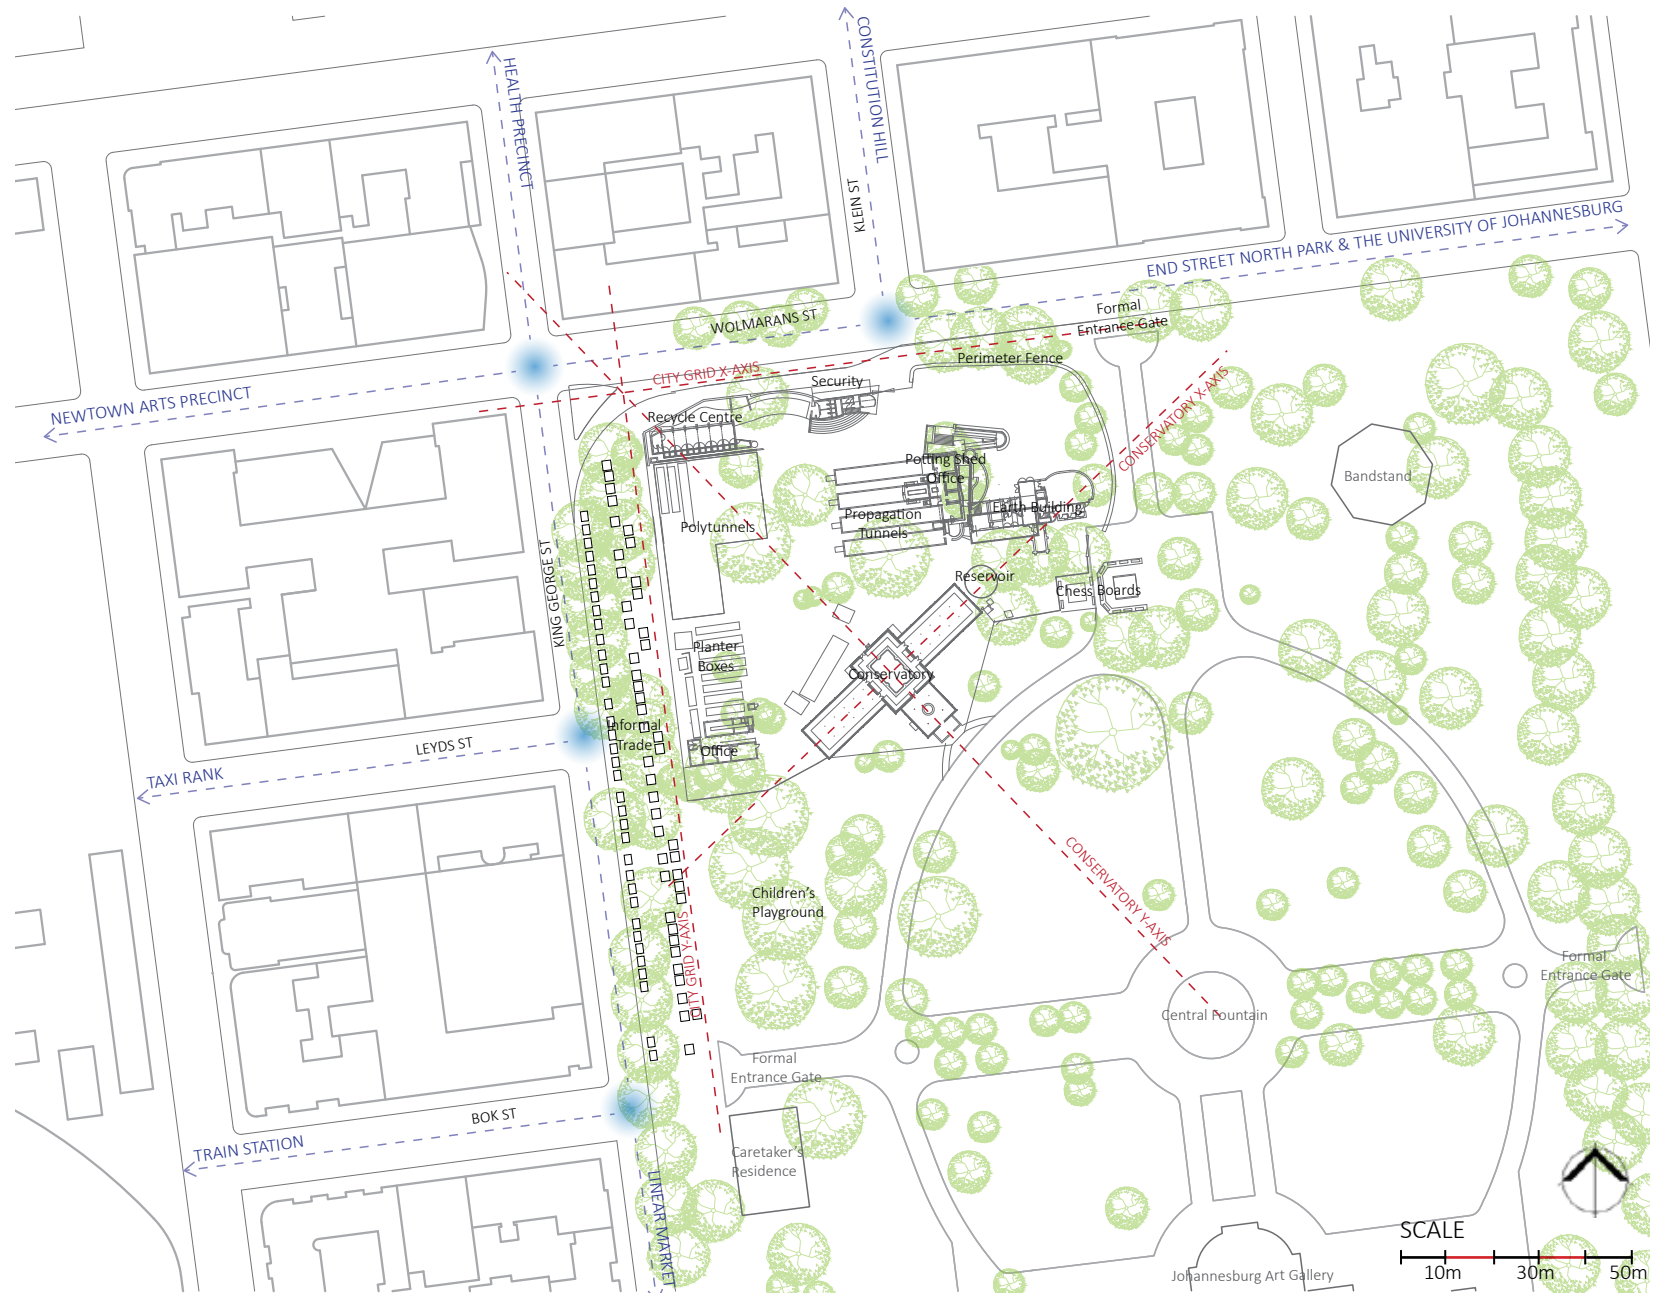 HEALTH PRECINCT
CONSTITUTION HILL
KLEIN ST
END STREET NORTH PARK & THE UNIVERSITY OF JOHANNESBURG
Formal
Entrance Gate
WOLMARANS ST
Perimeter Fence
CITY GRID X-AXIS
Security
NEWTOWN ARTS PRECINCT
Recycle Centre
CONSERVATORY X-AXIS
Potting Shed
Office
Bandstand
Earth Building
Propagation
Tunnels
Polytunnels
KING GEORGE ST
Reservoir
Chess Boards
Planter
Boxes
Conservatory
Informal
Trade
Office
LEYDS ST
TAXI RANK
CONSERVATORY Y-AXIS
Children's
Playground
CITY GRID Y-AXIS
Formal
Entrance Gate
Central Fountain
Formal
Entrance Gate
BOK ST
TRAIN STATION
Caretaker's
Residence
LINEAR MARKET
SCALE
10m
30m
50m
Johannesburg Art Gallery